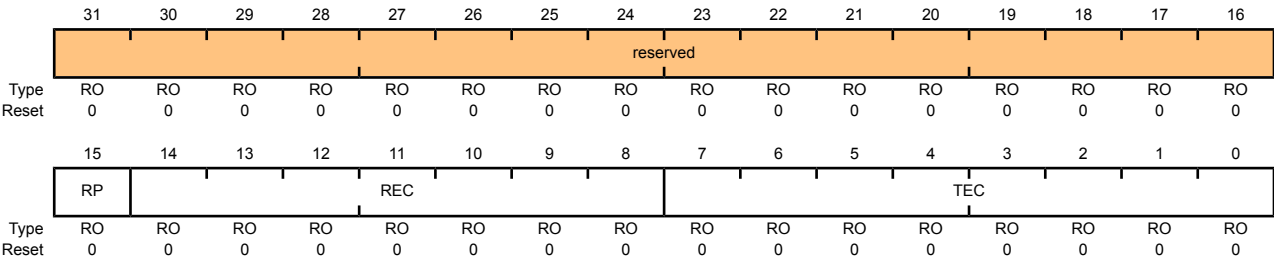 31 30 29 28 27 26 25 24 23 22 21 20 19 18 17 16
reserved
Type RO RO RO RO RO RO RO RO RO RO RO RO RO RO RO RO
Reset 0 0 0 0 0 0 0 0 0 0 0 0 0 0 0 0
15 14 13 12 11 10 9 8 7 6 5 4 3 2 1 0
RP REC TEC
Type RO RO RO RO RO RO RO RO RO RO RO RO RO RO RO RO
Reset 0 0 0 0 0 0 0 0 0 0 0 0 0 0 0 0